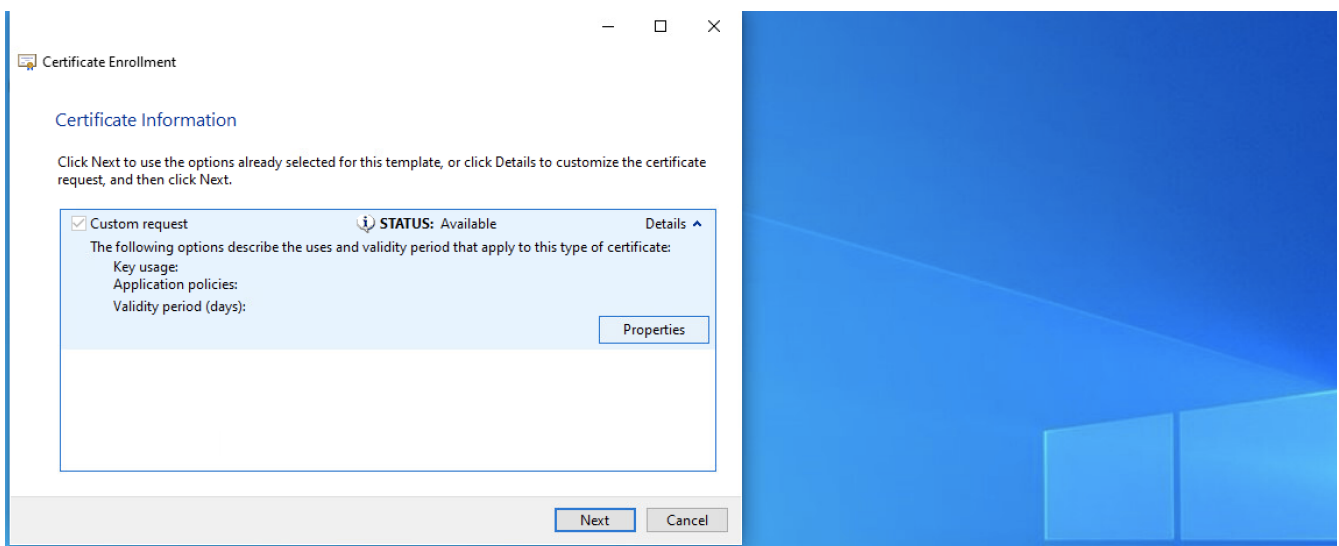 Certificate Enrollment
Certificate Information
Click Next to use the options already selected for this template, or click Details to customize the certificate
request, and then click Next.
Custom request STATUS: Available Details
The following options describe the uses and validity period that apply to this type of certificate:
Key usage:
Application policies:
Validity period (days):
Properties
Next Cancel